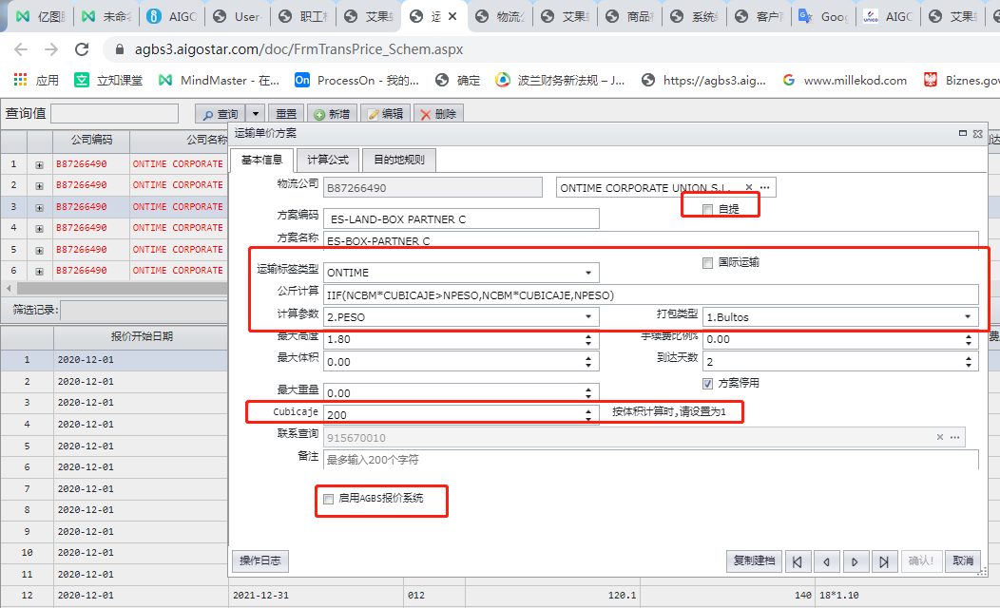 亿图 未命 AIGO User 职工 艾果 运 × 物流 艾果 商品 系统 客户 Goo AIGO 艾果
agbs3.aigostar.com/doc/FrmTransPrice_Schem.aspx
应用 立知课堂 MindMaster - 在... ProcessOn - 我的... 确定 波兰财务新法规 – J... https://agbs3.aig... www.millekod.com Biznes.gov
查询值 查询 重置 新增 编辑 删除
公司编码 公司名称
1 B87266490 ONTIME CORPORATE
2 B87266490 ONTIME CORPORATE
3 B87266490 ONTIME CORPORATE
4 B87266490 ONTIME CORPORATE
5 B87266490 ONTIME CORPORATE
6 B87266490 ONTIME CORPORATE
筛选记录:
报价开始日期
1 2020-12-01
2 2020-12-01
3 2020-12-01
4 2020-12-01
5 2020-12-01
6 2020-12-01
7 2020-12-01
8 2020-12-01
9 2020-12-01
10 2020-12-01
11 2020-12-01
12 2020-12-01 2021-12-31 012 120.1 140 18*1.10
运输单价方案
基本信息 计算公式 目的地规则
物流公司 B87266490 ONTIME CORPORATE UNION S.L. × ...
自提
方案编码 ES-LAND-BOX PARTNER C
方案名称 ES-BOX-PARTNER C
运输标签类型 ONTIME 国际运输
公斤计算 IIF(NCBM*CUBICAJE>NPESO,NCBM*CUBICAJE,NPESO)
计算参数 2.PESO 打包类型 1.Bultos
最大高度 1.80 手续费比例% 0.00
最大体积 0.00 到达天数 2
最大重量 0.00 方案停用
Cubicaje 200 按体积计算时,请设置为1
联系查询 915670010 × ...
备注 最多输入200个字符
启用AGBS报价系统
操作日志 复制建档 确认! 取消